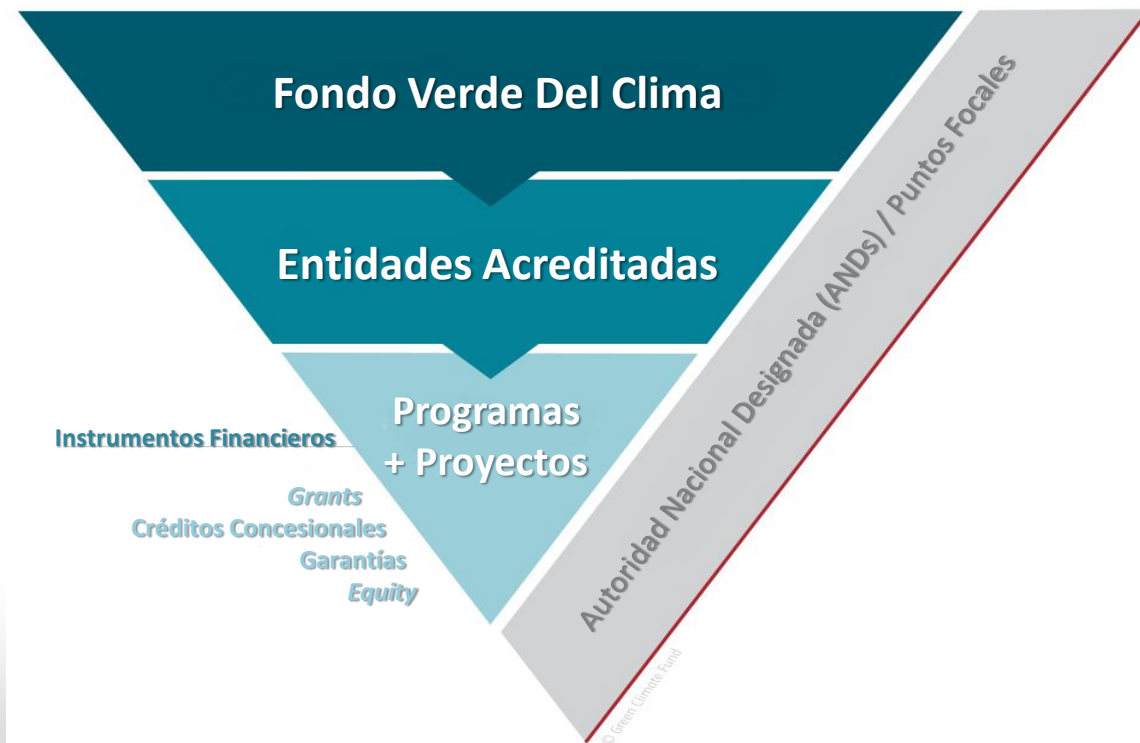 Fondo Verde Del Clima
Entidades Acreditadas
Programas
+ Proyectos
Instrumentos Financieros
Grants
Créditos Concesionales
Garantías
Equity
Autoridad Nacional Designada (ANDs) / Puntos Focales
© Green Climate Fund